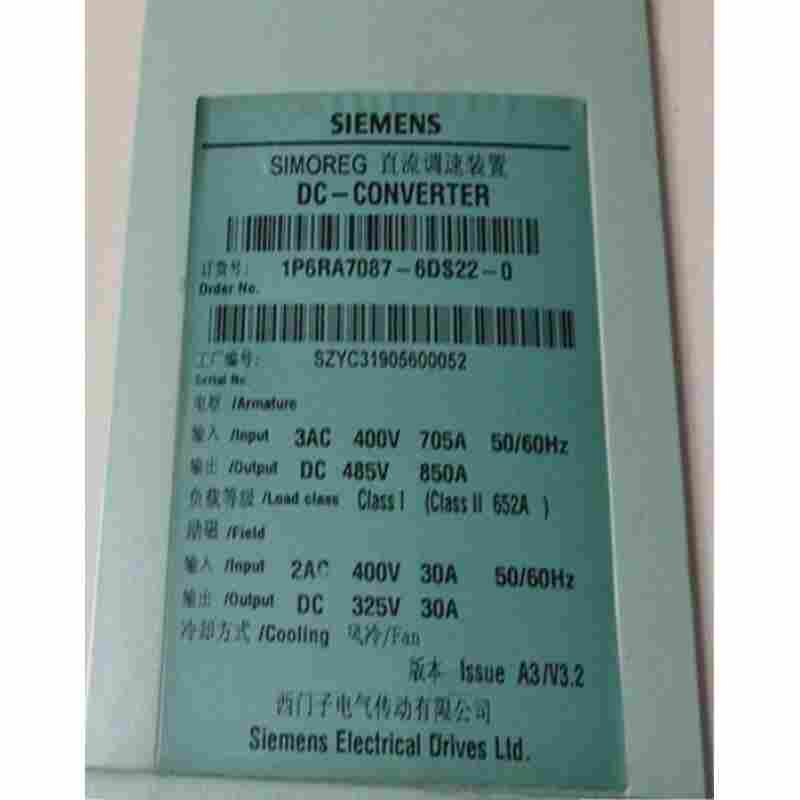 SIEMENS
SIMOREG 直流调速装置
DC-CONVERTER
订货号: 1P6RA7087-6DS22-0
Order No.
工厂编号: SZYC31905600052
Serial No
电枢 /Armature
输入 /Input 3AC 400V 705A 50/60Hz
输出 /Output DC 485V 850A
负载等级 /Load class Class I (Class II 652A )
励磁 /Field
输入 /Input 2AC 400V 30A 50/60Hz
输出 /Output DC 325V 30A
冷却方式 /Cooling 风冷/Fan
版本 Issue A3/V3.2
西门子电气传动有限公司
Siemens Electrical Drives Ltd.